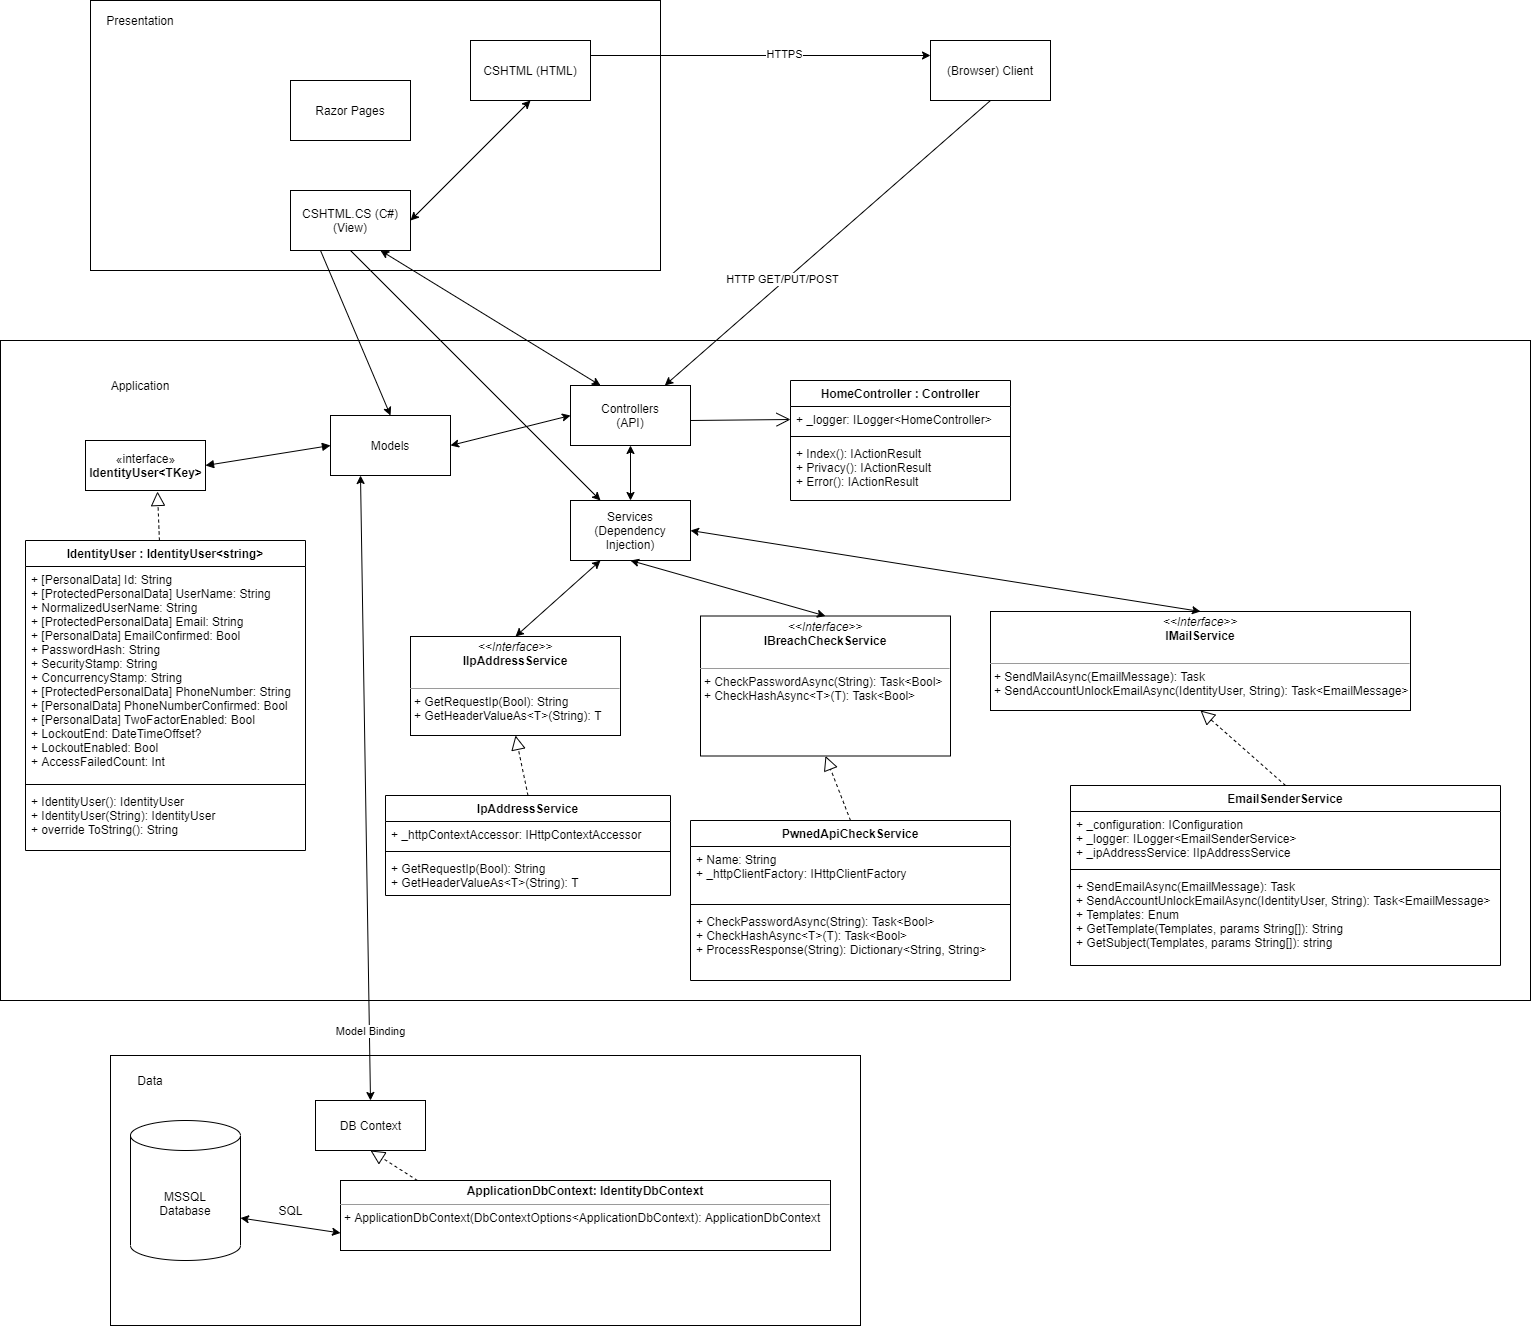 Presentation
CSHTML (HTML)
HTTPS
(Browser) Client
Razor Pages
CSHTML.CS (C#)
(View)
HTTP GET/PUT/POST
Application
Controllers
(API)
HomeController : Controller
+ _logger: ILogger<HomeController>
+ Index(): IActionResult
+ Privacy(): IActionResult
+ Error(): IActionResult
Models
«interface»
IdentityUser<TKey>
Services
(Dependency
Injection)
IdentityUser : IdentityUser<string>
+ [PersonalData] Id: String
+ [ProtectedPersonalData] UserName: String
+ NormalizedUserName: String
+ [ProtectedPersonalData] Email: String
+ [PersonalData] EmailConfirmed: Bool
+ PasswordHash: String
+ SecurityStamp: String
+ ConcurrencyStamp: String
+ [ProtectedPersonalData] PhoneNumber: String
+ [PersonalData] PhoneNumberConfirmed: Bool
+ [PersonalData] TwoFactorEnabled: Bool
+ LockoutEnd: DateTimeOffset?
+ LockoutEnabled: Bool
+ AccessFailedCount: Int
+ IdentityUser(): IdentityUser
+ IdentityUser(String): IdentityUser
+ override ToString(): String
<<Interface>>
IIpAddressService
+ GetRequestIp(Bool): String
+ GetHeaderValueAs<T>(String): T
<<Interface>>
IBreachCheckService
+ CheckPasswordAsync(String): Task<Bool>
+ CheckHashAsync<T>(T): Task<Bool>
<<Interface>>
IMailService
+ SendMailAsync(EmailMessage): Task
+ SendAccountUnlockEmailAsync(IdentityUser, String): Task<EmailMessage>
IpAddressService
+ _httpContextAccessor: IHttpContextAccessor
+ GetRequestIp(Bool): String
+ GetHeaderValueAs<T>(String): T
PwnedApiCheckService
+ Name: String
+ _httpClientFactory: IHttpClientFactory
+ CheckPasswordAsync(String): Task<Bool>
+ CheckHashAsync<T>(T): Task<Bool>
+ ProcessResponse(String): Dictionary<String, String>
EmailSenderService
+ _configuration: IConfiguration
+ _logger: ILogger<EmailSenderService>
+ _ipAddressService: IIpAddressService
+ SendEmailAsync(EmailMessage): Task
+ SendAccountUnlockEmailAsync(IdentityUser, String): Task<EmailMessage>
+ Templates: Enum
+ GetTemplate(Templates, params String[]): String
+ GetSubject(Templates, params String[]): string
Model Binding
Data
DB Context
MSSQL
Database
SQL
ApplicationDbContext: IdentityDbContext
+ ApplicationDbContext(DbContextOptions<ApplicationDbContext): ApplicationDbContext